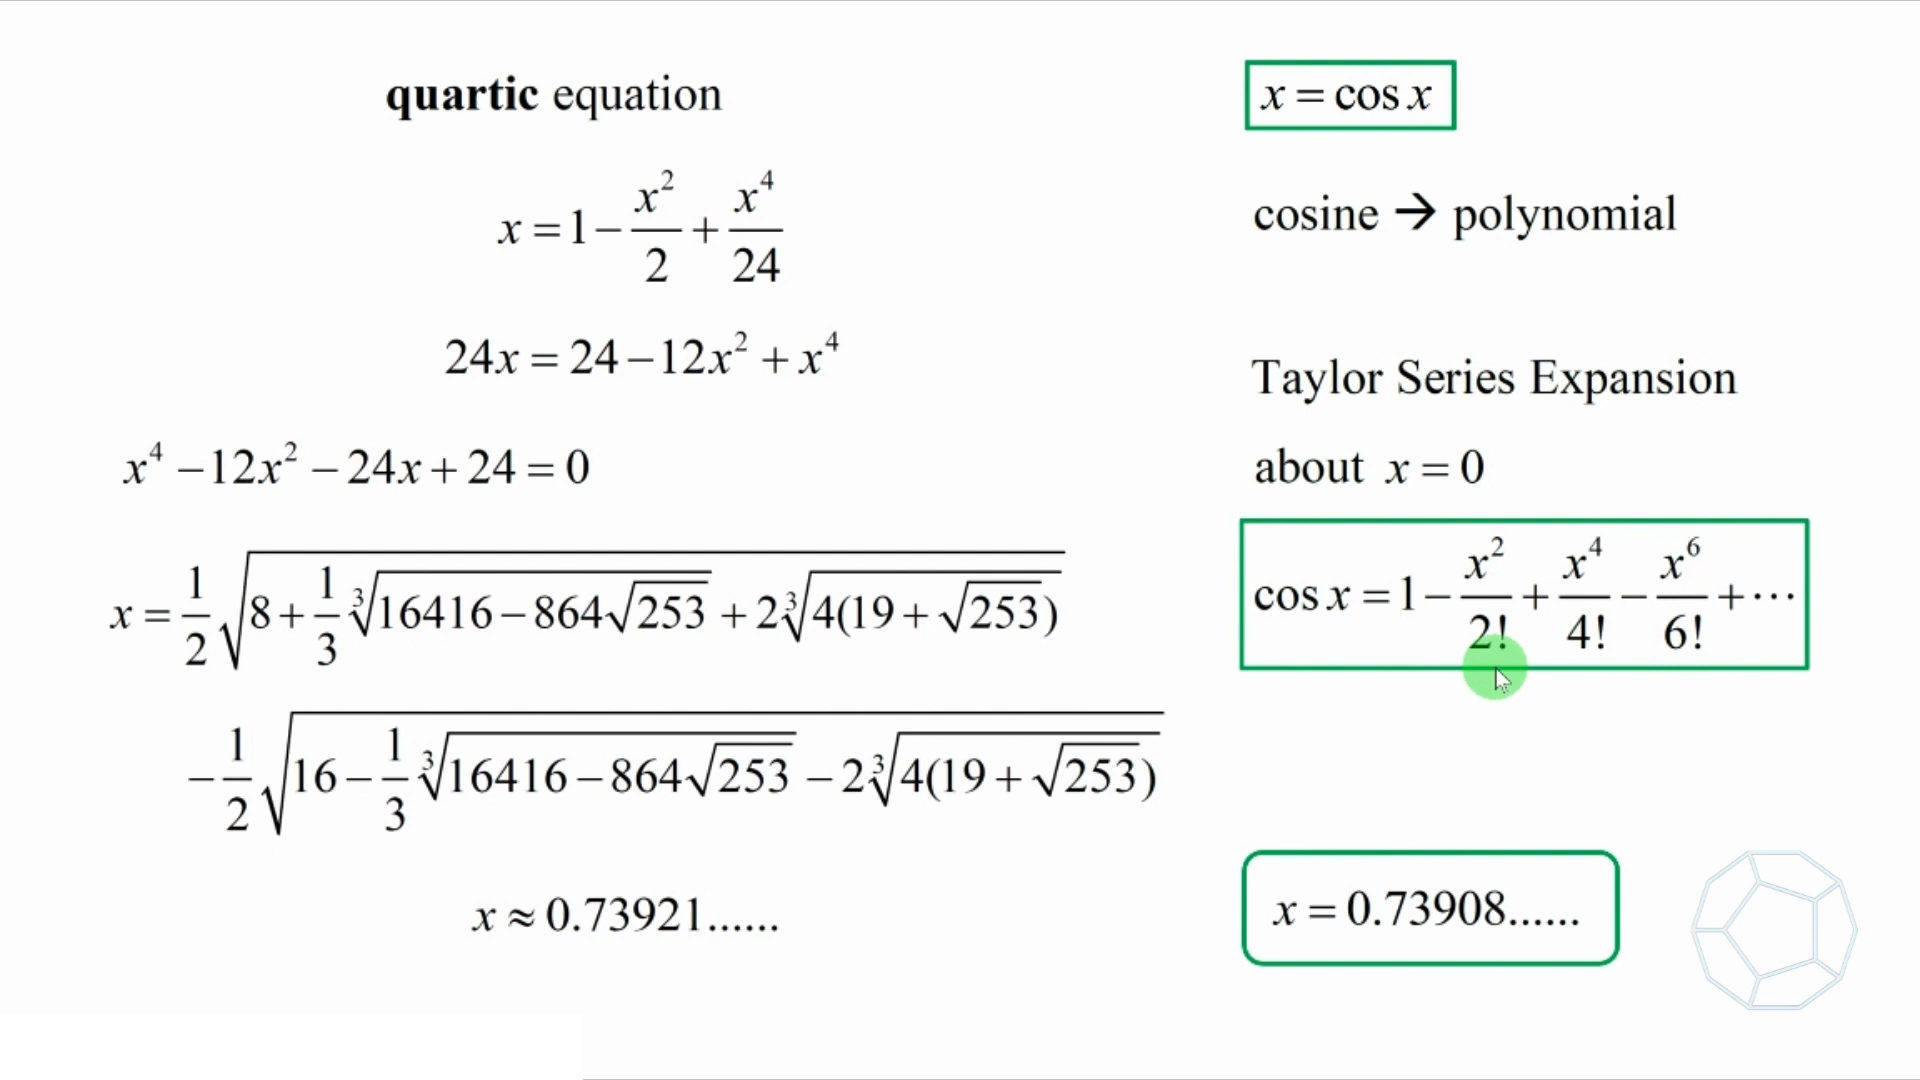 quartic equation
x = 1 − x²/2 + x⁴/24
24x = 24 − 12x² + x⁴
x⁴ − 12x² − 24x + 24 = 0
x = 1/2 √(8 + 1/3 ∛(16416 − 864√253) + 2∛(4(19 + √253)))
− 1/2 √(16 − 1/3 ∛(16416 − 864√253) − 2∛(4(19 + √253)))
x ≈ 0.73921......
x = cos x
cosine → polynomial
Taylor Series Expansion
about x = 0
cos x = 1 − x²/2! + x⁴/4! − x⁶/6! + ⋯
x = 0.73908......